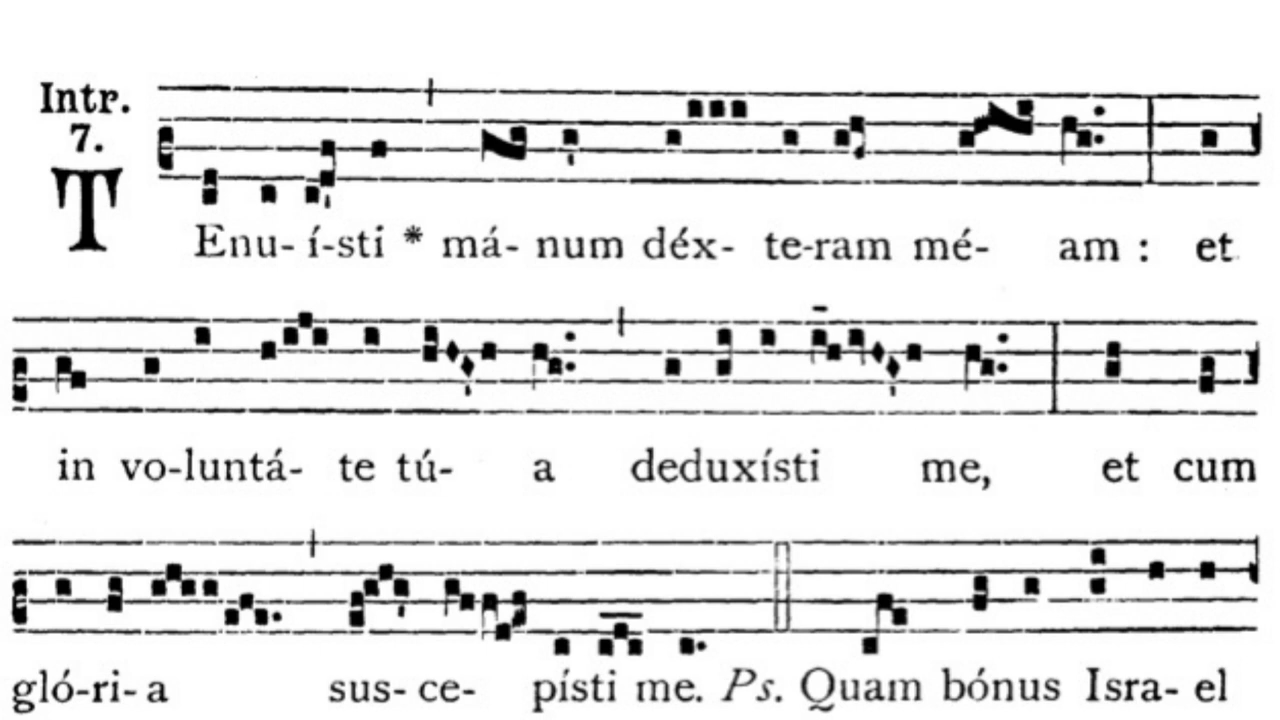 Intr.
7.
TEnu- í-sti * má- num déx- te-ram mé- am : et
in vo-luntá- te tú- a deduxísti me, et cum
gló-ri- a sus- ce- písti me. Ps. Quam bónus Isra- el